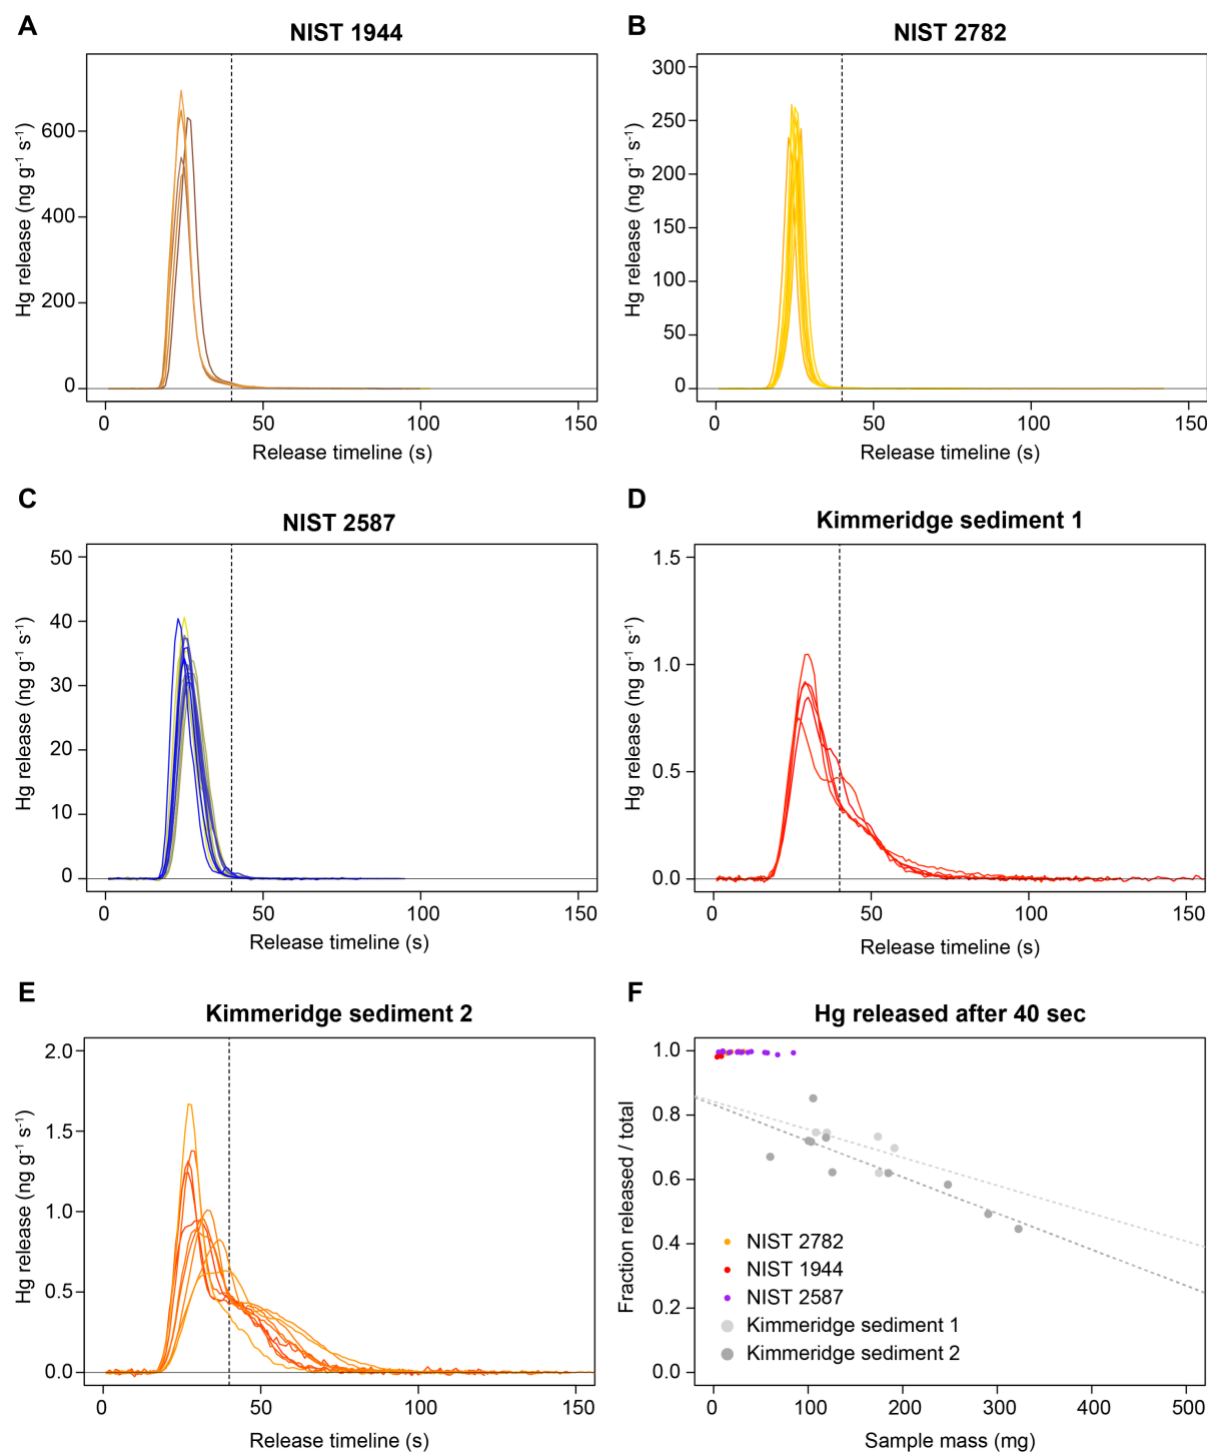 A
NIST 1944
Hg release (ng g⁻¹ s⁻¹)
600
400
200
0
0 50 100 150
Release timeline (s)
B
NIST 2782
Hg release (ng g⁻¹ s⁻¹)
300
250
200
150
100
50
0
0 50 100 150
Release timeline (s)
C
NIST 2587
Hg release (ng g⁻¹ s⁻¹)
50
40
30
20
10
0
0 50 100 150
Release timeline (s)
D
Kimmeridge sediment 1
Hg release (ng g⁻¹ s⁻¹)
1.5
1.0
0.5
0.0
0 50 100 150
Release timeline (s)
E
Kimmeridge sediment 2
Hg release (ng g⁻¹ s⁻¹)
2.0
1.5
1.0
0.5
0.0
0 50 100 150
Release timeline (s)
F
Hg released after 40 sec
Fraction released / total
1.0
0.8
0.6
0.4
0.2
0.0
NIST 2782
NIST 1944
NIST 2587
Kimmeridge sediment 1
Kimmeridge sediment 2
0 100 200 300 400 500
Sample mass (mg)